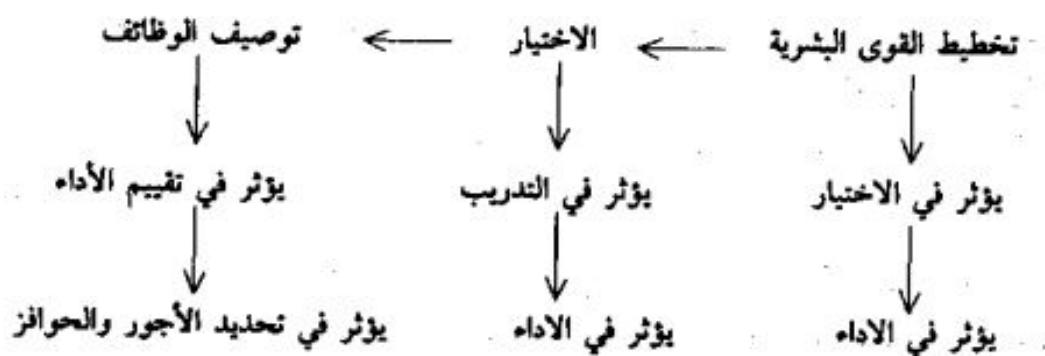 تخطيط القوى البشرية
الاختيار
توصيف الوظائف
يؤثر في الاختيار
يؤثر في التدريب
يؤثر في تقييم الأداء
يؤثر في الاداء
يؤثر في الاداء
يؤثر في تحديد الأجور والحوافز